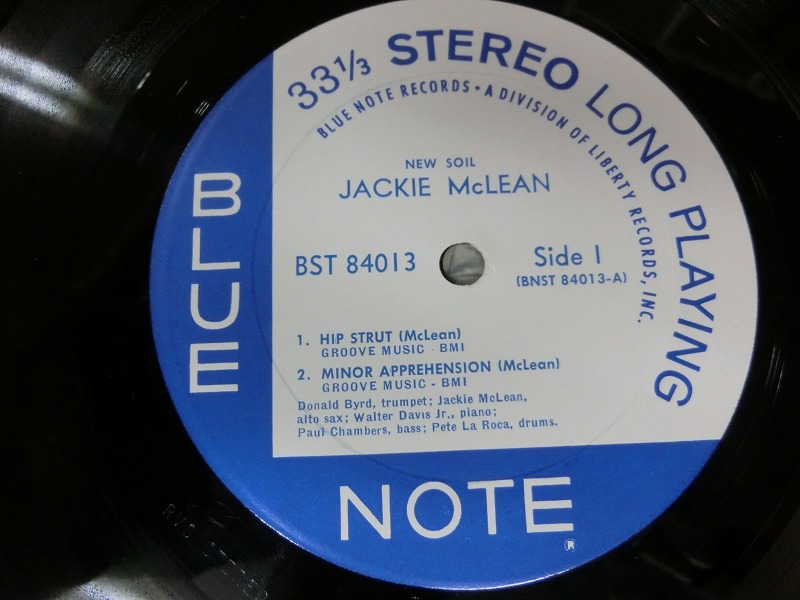 33⅓ STEREO LONG PLAYING
BLUE NOTE RECORDS • A DIVISION OF LIBERTY RECORDS, INC.
NEW SOIL
JACKIE McLEAN
BST 84013
Side 1
(BNST 84013-A)
1. HIP STRUT (McLean)
GROOVE MUSIC - BMI
2. MINOR APPREHENSION (McLean)
GROOVE MUSIC - BMI
Donald Byrd, trumpet; Jackie McLean,
alto sax; Walter Davis Jr., piano;
Paul Chambers, bass; Pete La Roca, drums.
BLUE
NOTE
®